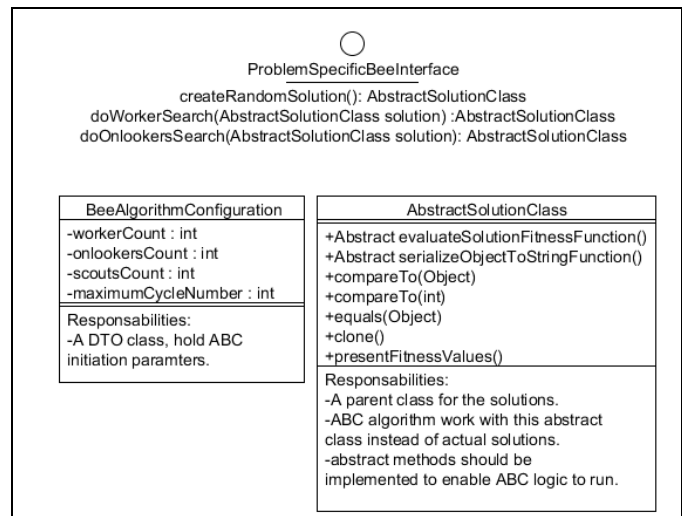 ProblemSpecificBeeInterface
createRandomSolution(): AbstractSolutionClass
doWorkerSearch(AbstractSolutionClass solution) :AbstractSolutionClass
doOnlookersSearch(AbstractSolutionClass solution): AbstractSolutionClass
BeeAlgorithmConfiguration
-workerCount : int
-onlookersCount : int
-scoutsCount : int
-maximumCycleNumber : int
Responsabilities:
-A DTO class, hold ABC
initiation paramters.
AbstractSolutionClass
+Abstract evaluateSolutionFitnessFunction()
+Abstract serializeObjectToStringFunction()
+compareTo(Object)
+compareTo(int)
+equals(Object)
+clone()
+presentFitnessValues()
Responsabilities:
-A parent class for the solutions.
-ABC algorithm work with this abstract
class instead of actual solutions.
-abstract methods should be
implemented to enable ABC logic to run.